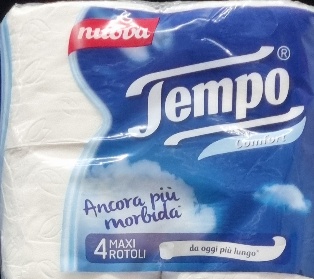 nuova
Tempo®
Comfort
Ancora più
morbida*
4 MAXI
ROTOLI
da oggi più lungo*